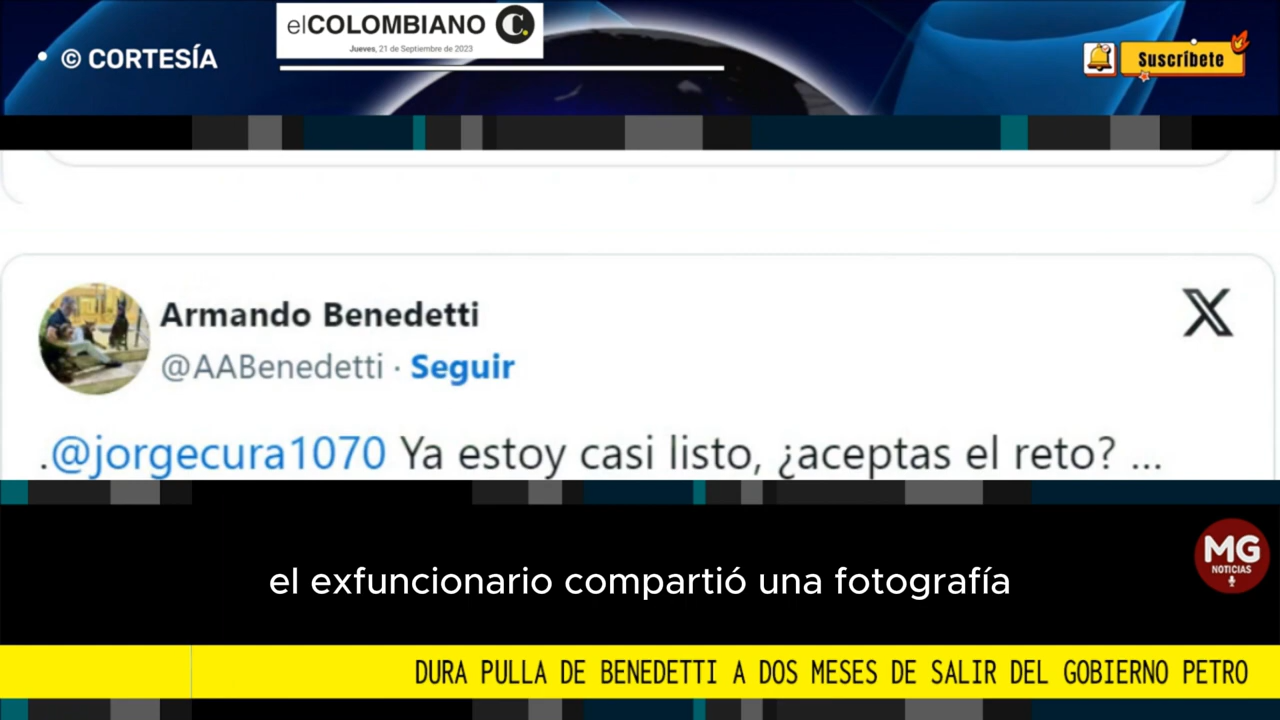 elCOLOMBIANO C.
Jueves, 21 de Septiembre de 2023
© CORTESÍA
Suscríbete
Armando Benedetti
@AABenedetti · Seguir
.@jorgecura1070 Ya estoy casi listo, ¿aceptas el reto? ...
el exfuncionario compartió una fotografía
MG
NOTICIAS
DURA PULLA DE BENEDETTI A DOS MESES DE SALIR DEL GOBIERNO PETRO